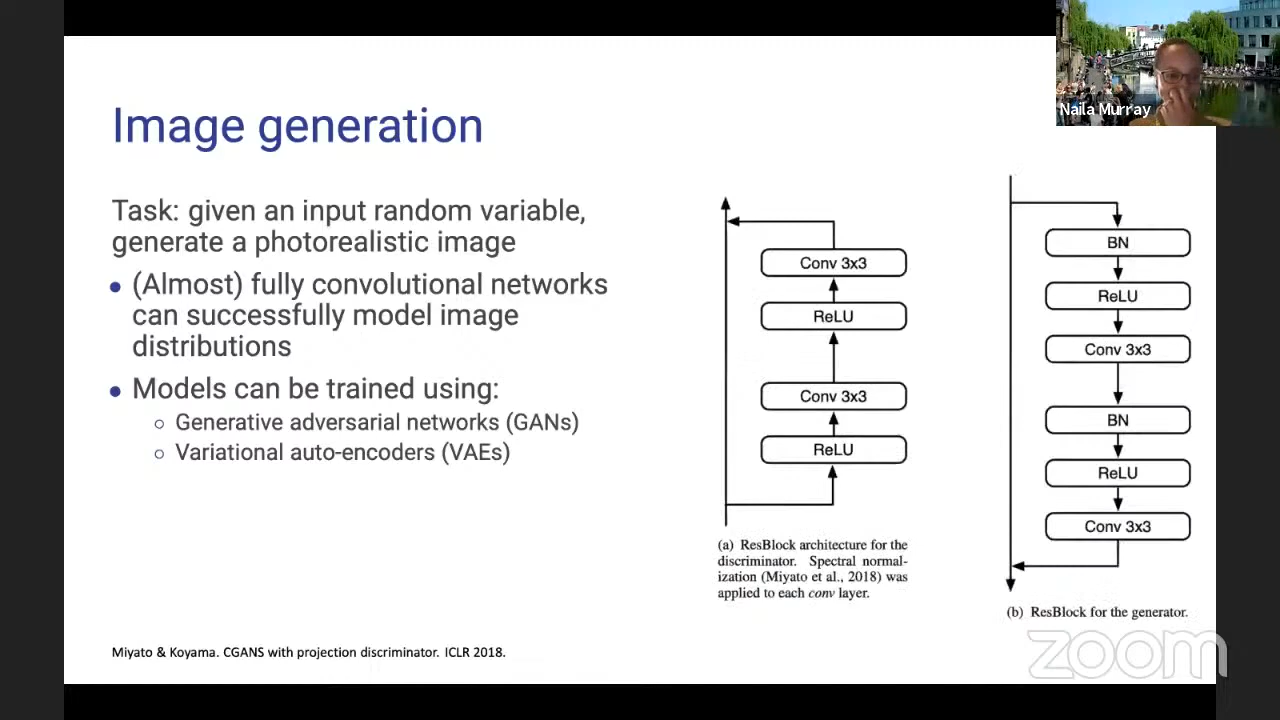 Naila Murray
Image generation
Task: given an input random variable,
generate a photorealistic image
• (Almost) fully convolutional networks
can successfully model image
distributions
• Models can be trained using:
○ Generative adversarial networks (GANs)
○ Variational auto-encoders (VAEs)
Conv 3x3
ReLU
Conv 3x3
ReLU
(a) ResBlock architecture for the
discriminator. Spectral normal-
ization (Miyato et al., 2018) was
applied to each conv layer.
BN
ReLU
Conv 3x3
BN
ReLU
Conv 3x3
(b) ResBlock for the generator.
Miyato & Koyama. CGANS with projection discriminator. ICLR 2018.
zoom